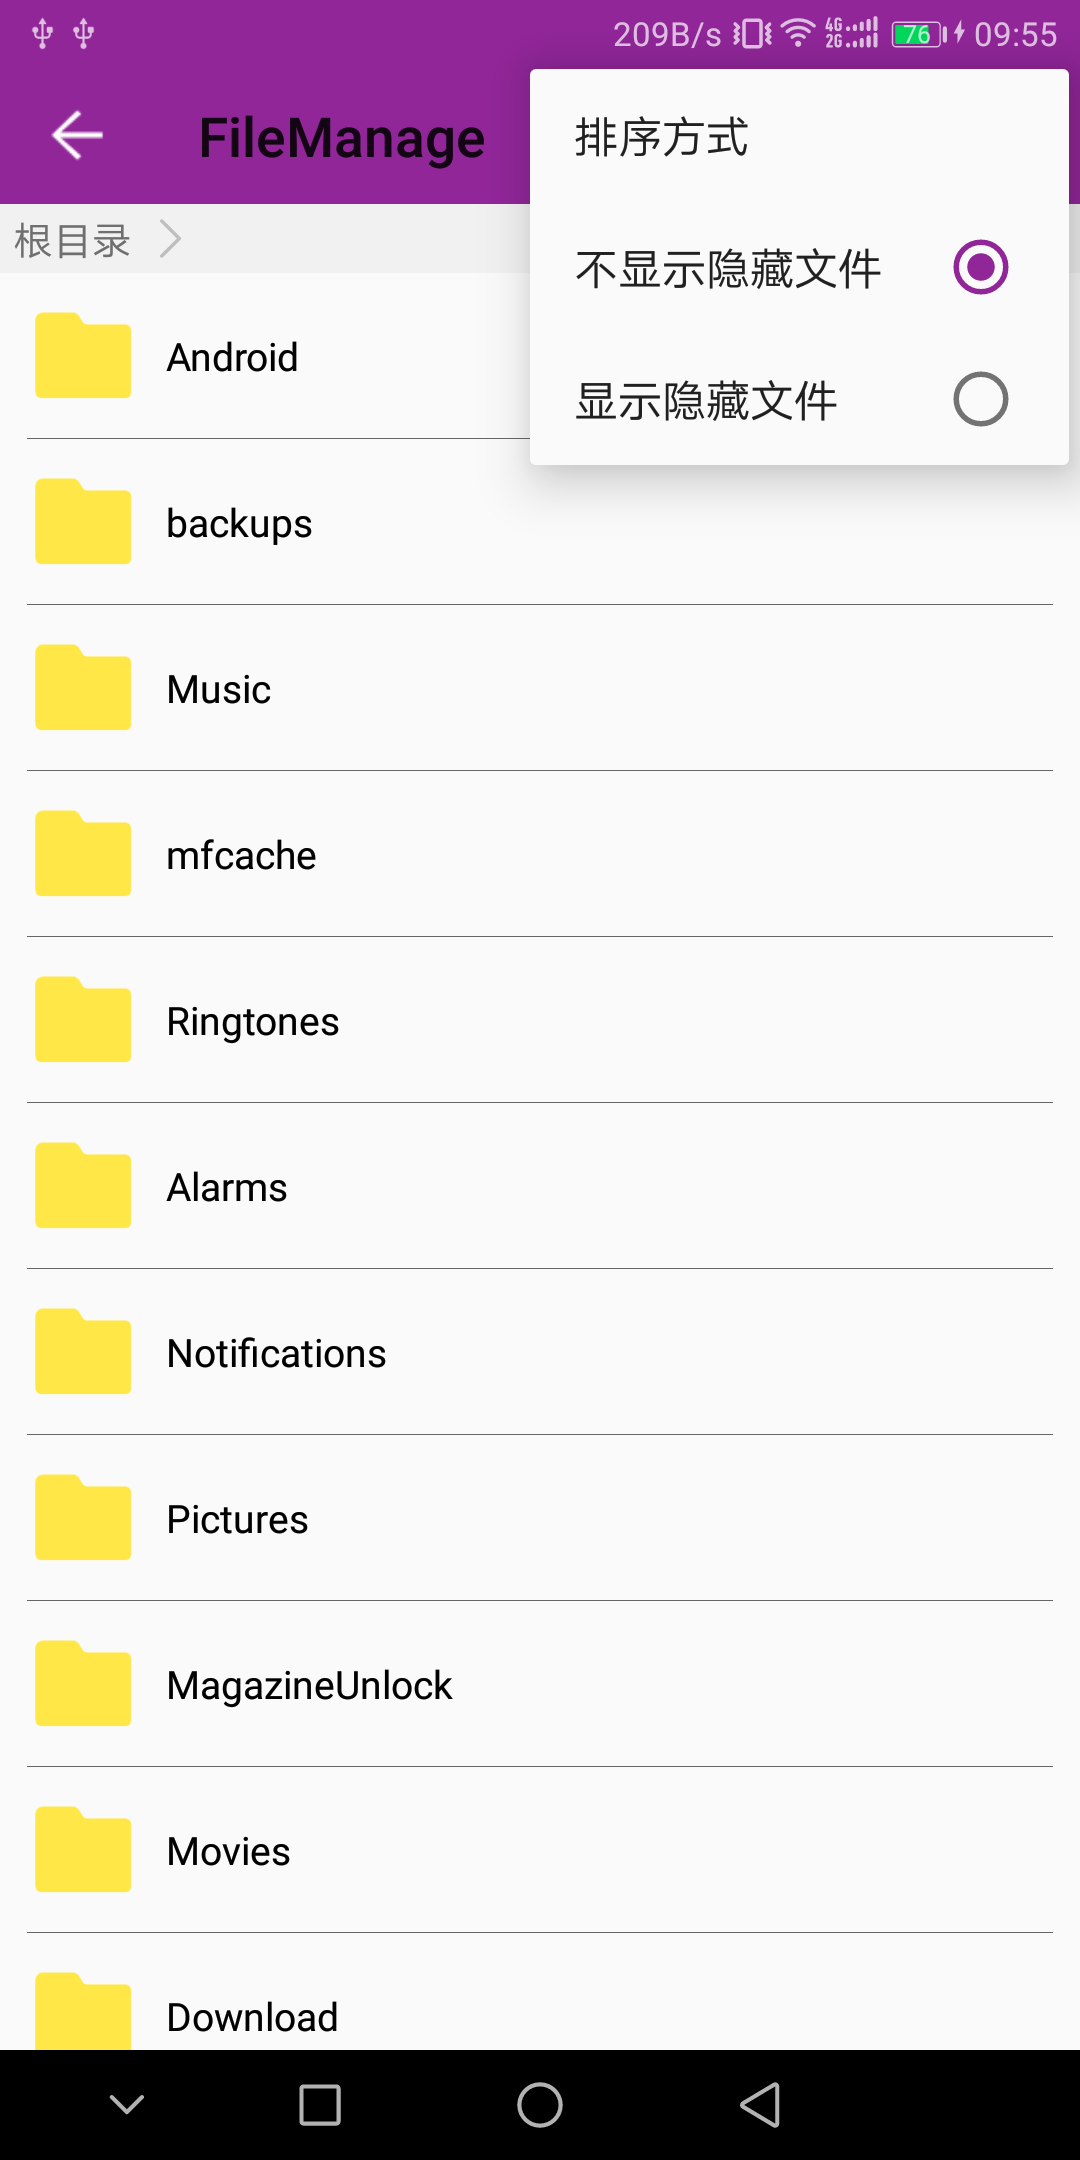 209B/s 4G 2G 76 09:55
FileManage
排序方式
不显示隐藏文件
显示隐藏文件
根目录
Android
backups
Music
mfcache
Ringtones
Alarms
Notifications
Pictures
MagazineUnlock
Movies
Download